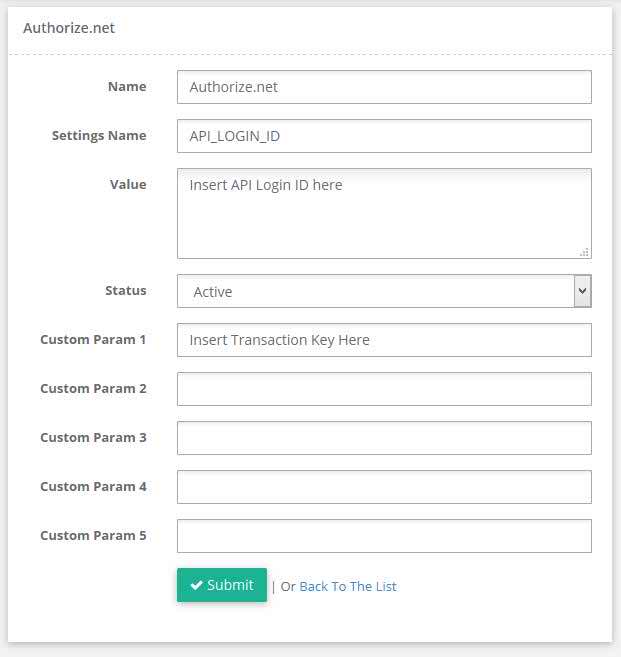 Authorize.net
Name Authorize.net
Settings Name API_LOGIN_ID
Value Insert API Login ID here
Status Active
Custom Param 1 Insert Transaction Key Here
Custom Param 2
Custom Param 3
Custom Param 4
Custom Param 5
Submit | Or Back To The List